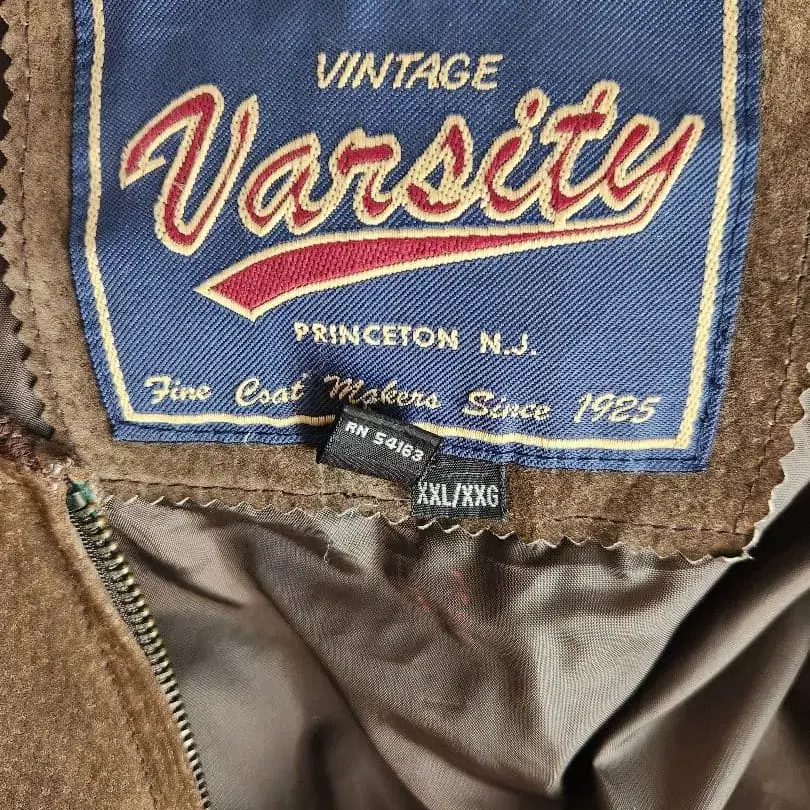 VINTAGE
Varsity
PRINCETON N.J.
Fine Coat Makers Since 1925
RN 54163
XXL/XXG